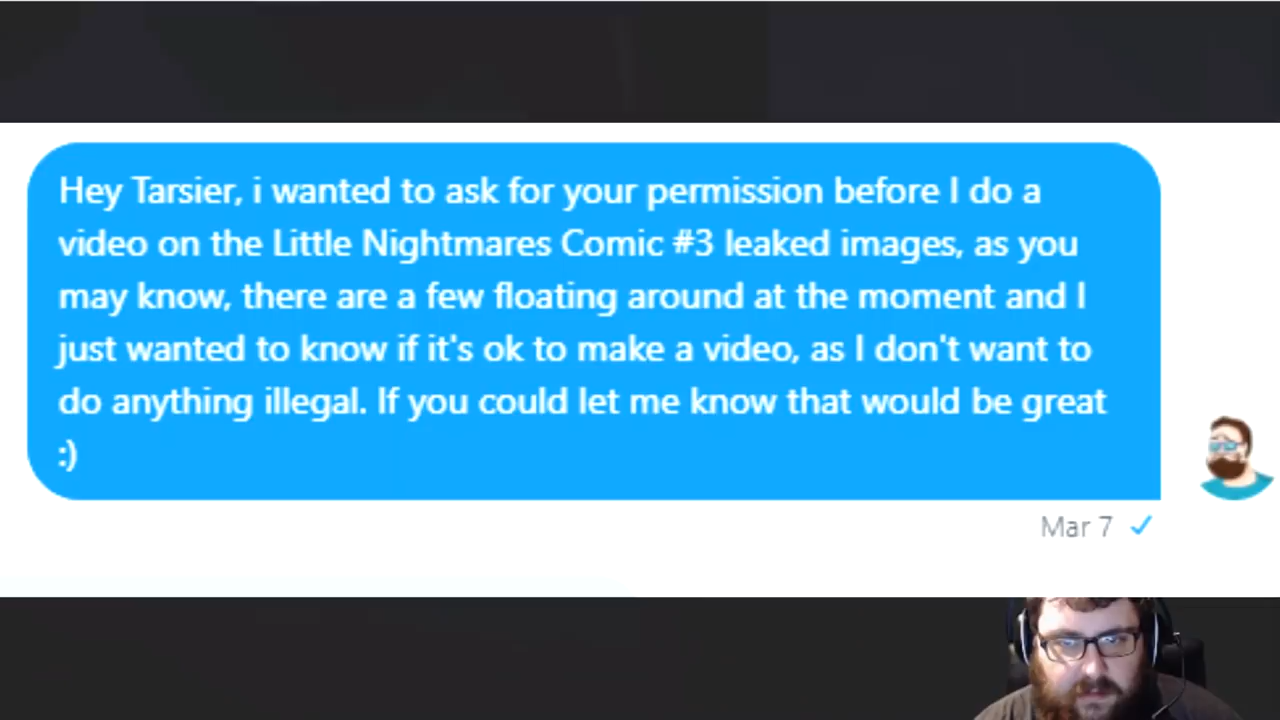 Hey Tarsier, i wanted to ask for your permission before I do a
video on the Little Nightmares Comic #3 leaked images, as you
may know, there are a few floating around at the moment and I
just wanted to know if it's ok to make a video, as I don't want to
do anything illegal. If you could let me know that would be great
:)
Mar 7